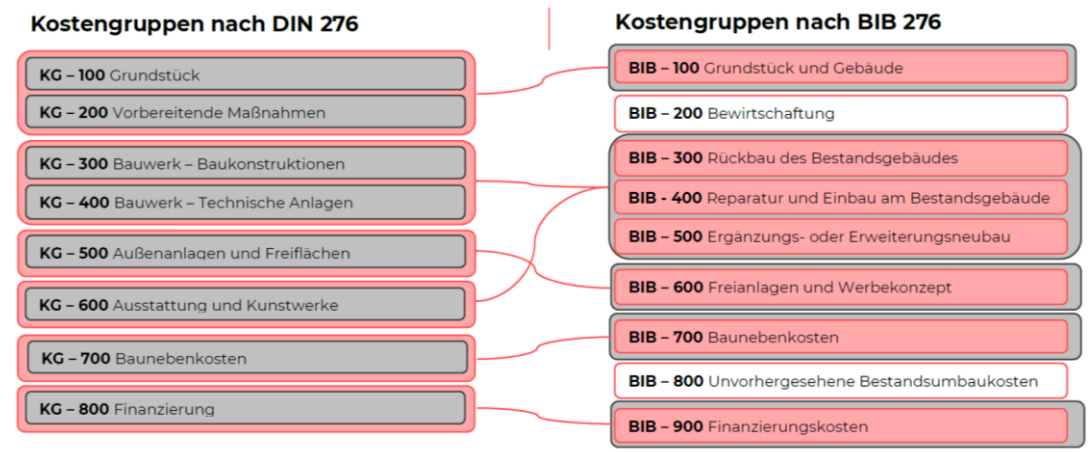 Kostengruppen nach DIN 276
KG – 100 Grundstück
KG – 200 Vorbereitende Maßnahmen
KG – 300 Bauwerk – Baukonstruktionen
KG – 400 Bauwerk – Technische Anlagen
KG – 500 Außenanlagen und Freiflächen
KG – 600 Ausstattung und Kunstwerke
KG – 700 Baunebenkosten
KG – 800 Finanzierung
Kostengruppen nach BIB 276
BIB – 100 Grundstück und Gebäude
BIB – 200 Bewirtschaftung
BIB – 300 Rückbau des Bestandsgebäudes
BIB - 400 Reparatur und Einbau am Bestandsgebäude
BIB – 500 Ergänzungs- oder Erweiterungsneubau
BIB – 600 Freianlagen und Werbekonzept
BIB – 700 Baunebenkosten
BIB – 800 Unvorhergesehene Bestandsumbaukosten
BIB – 900 Finanzierungskosten